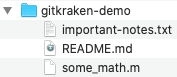 gitkraken-demo
important-notes.txt
README.md
some_math.m